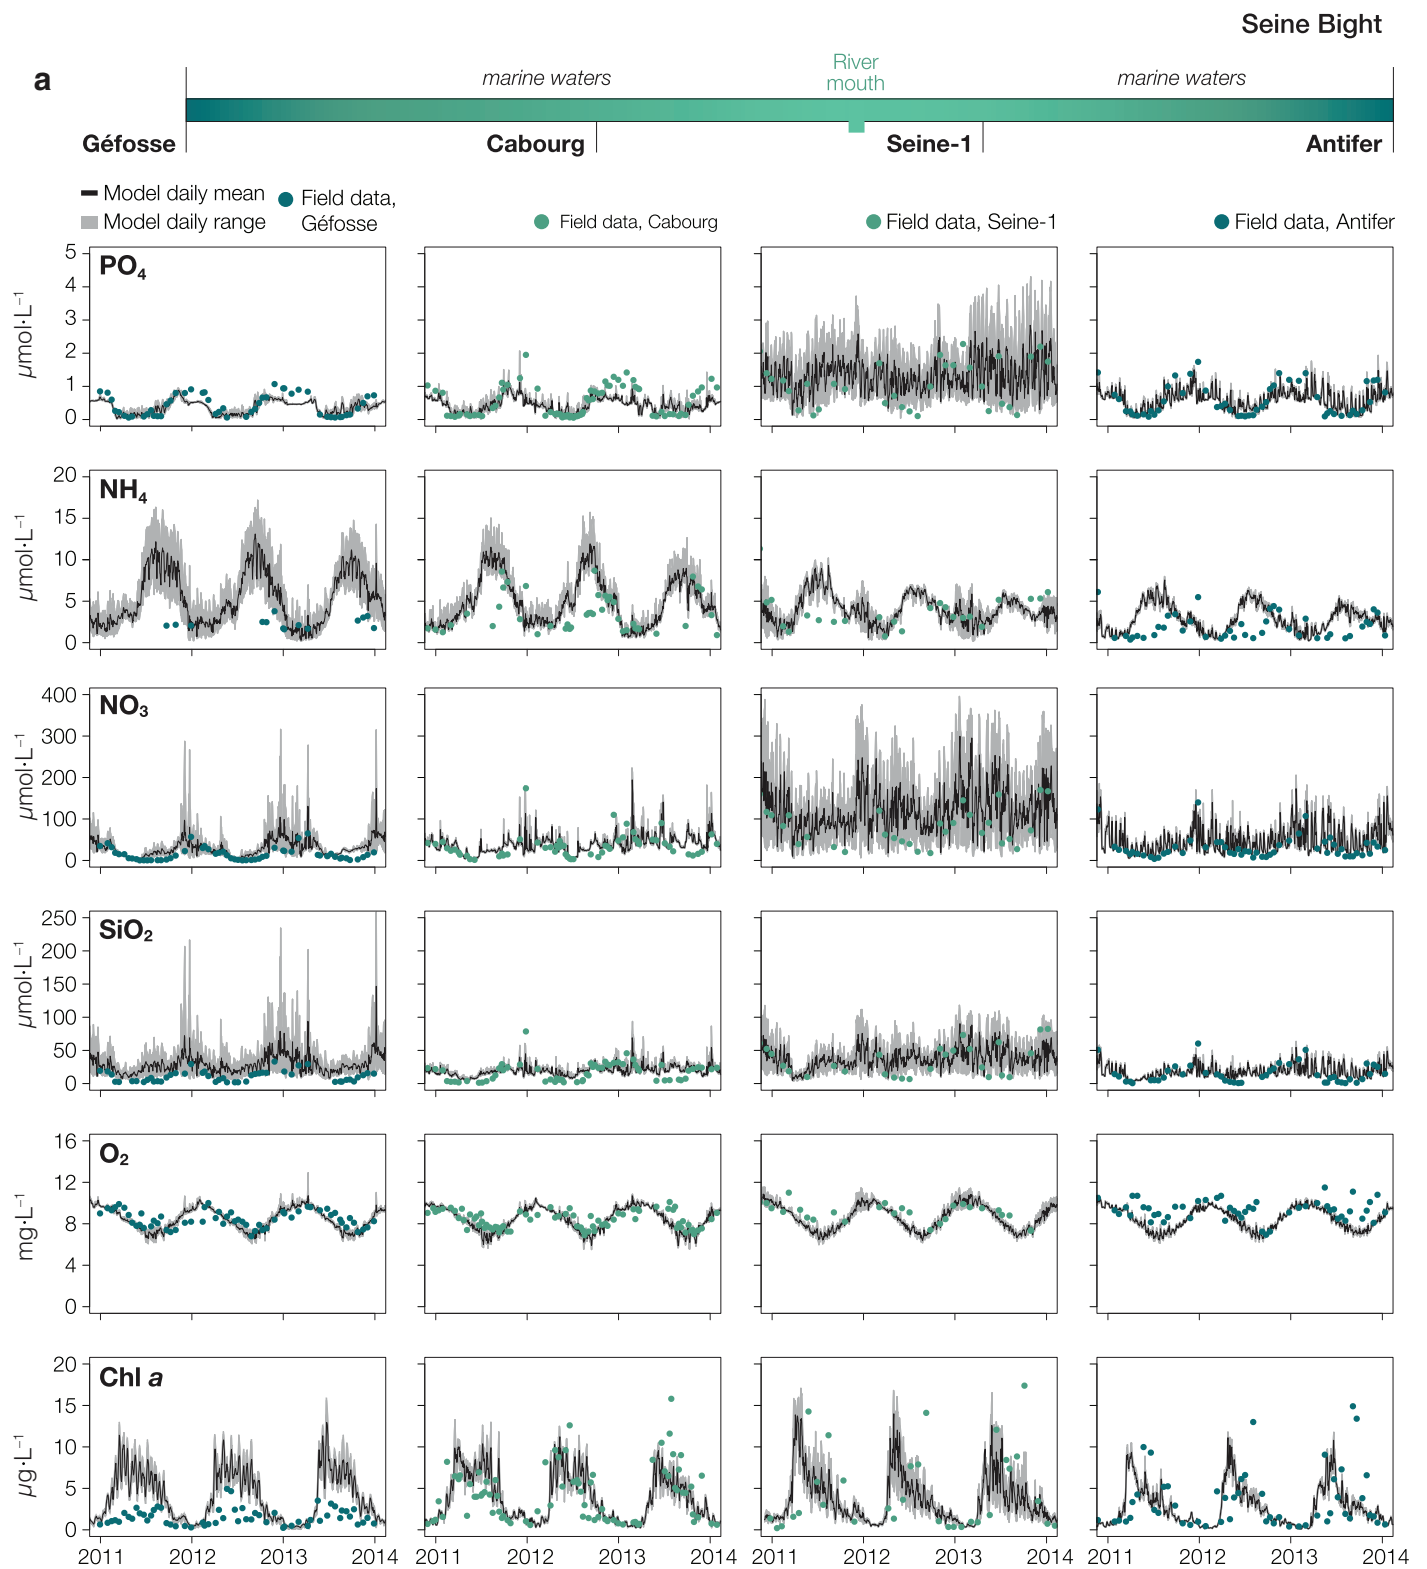 Seine Bight
a
marine waters
River
mouth
marine waters
Géfosse
Cabourg
Seine-1
Antifer
Model daily mean
Model daily range
Field data,
Géfosse
Field data, Cabourg
Field data, Seine-1
Field data, Antifer
PO₄
µmol·L⁻¹
5
4
3
2
1
0
NH₄
µmol·L⁻¹
20
15
10
5
0
NO₃
µmol·L⁻¹
400
300
200
100
0
SiO₂
µmol·L⁻¹
250
200
150
100
50
0
O₂
mg·L⁻¹
16
12
8
4
0
Chl a
µg·L⁻¹
20
15
10
5
0
2011 2012 2013 2014
2011 2012 2013 2014
2011 2012 2013 2014
2011 2012 2013 2014